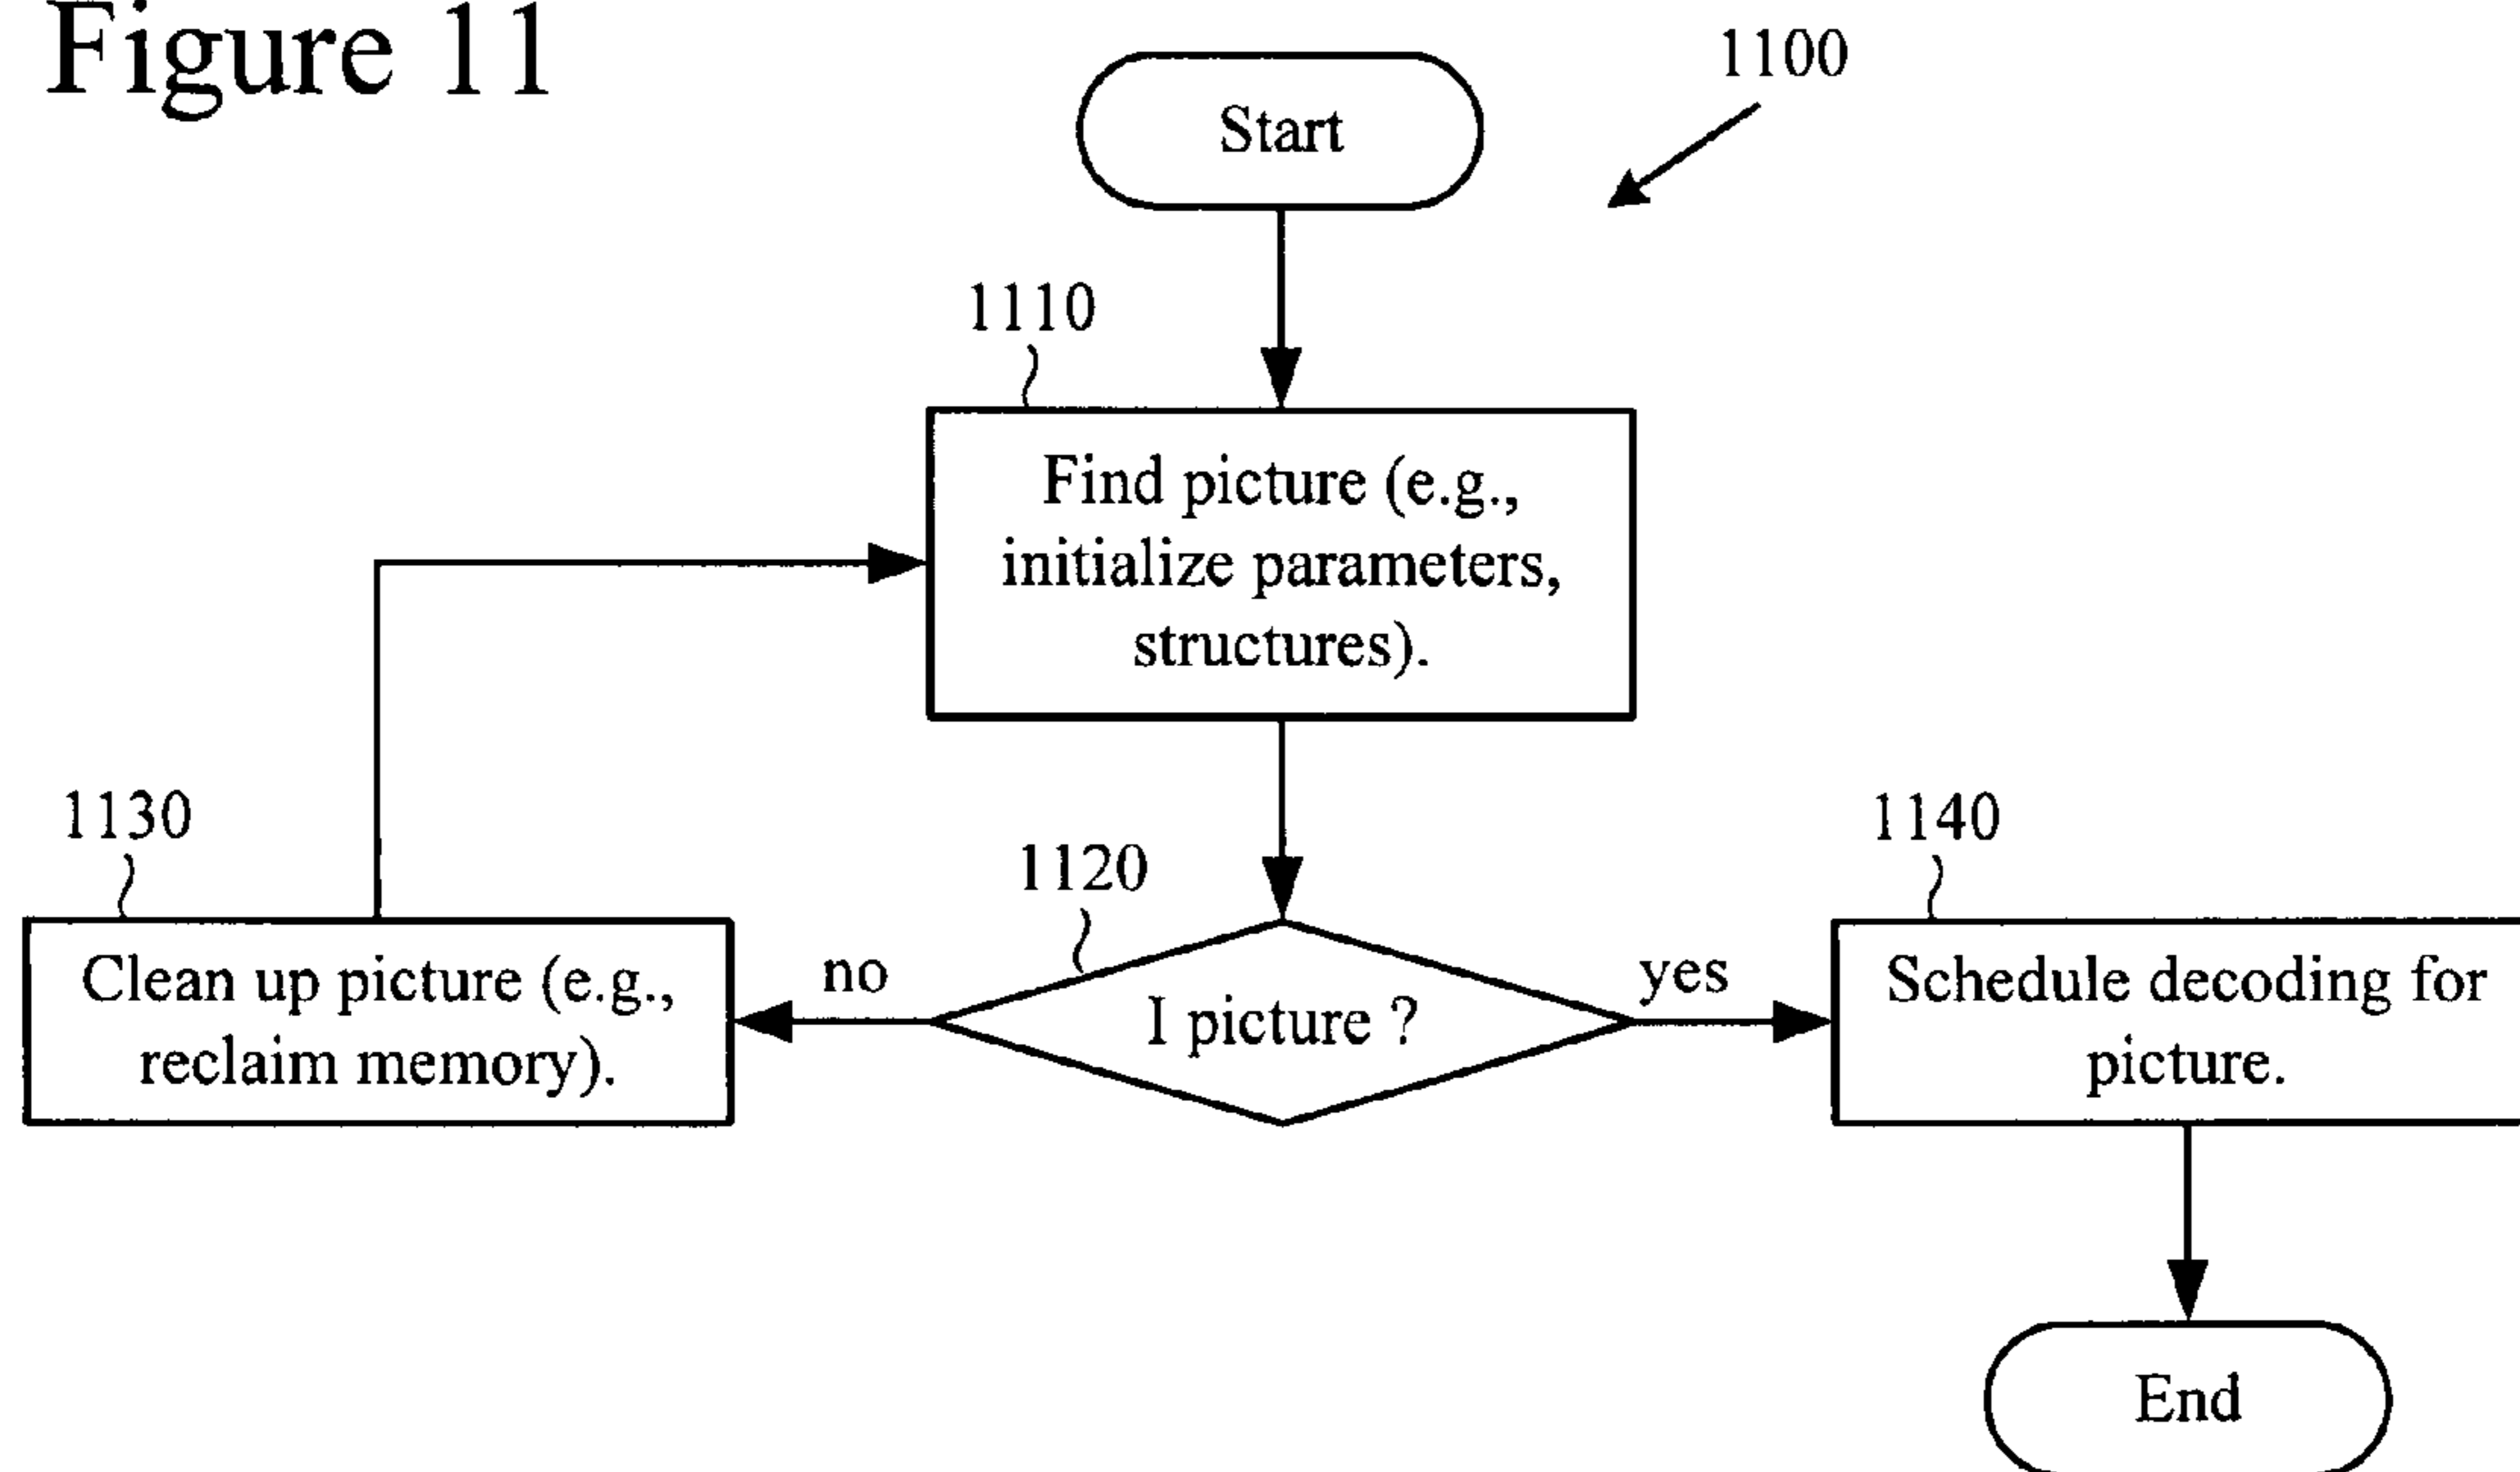 Figure 11
1100
Start
1110
Find picture (e.g.,
initialize parameters,
structures).
1130
1120
1140
Clean up picture (e.g.,
reclaim memory).
no
I picture ?
yes
Schedule decoding for
picture.
End